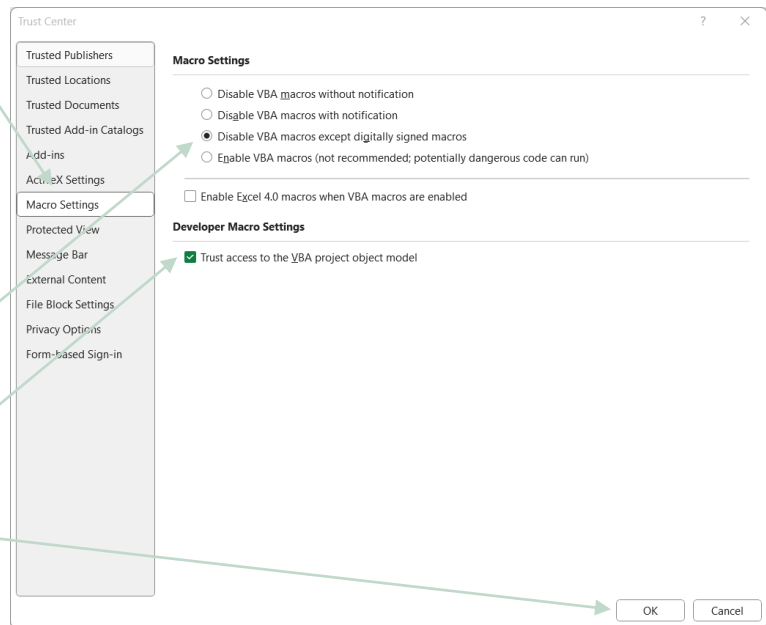 Trust Center
Trusted Publishers
Trusted Locations
Trusted Documents
Trusted Add-in Catalogs
Add-ins
ActiveX Settings
Macro Settings
Protected View
Message Bar
External Content
File Block Settings
Privacy Options
Form-based Sign-in
Macro Settings
Disable VBA macros without notification
Disable VBA macros with notification
Disable VBA macros except digitally signed macros
Enable VBA macros (not recommended; potentially dangerous code can run)
Enable Excel 4.0 macros when VBA macros are enabled
Developer Macro Settings
Trust access to the VBA project object model
OK Cancel